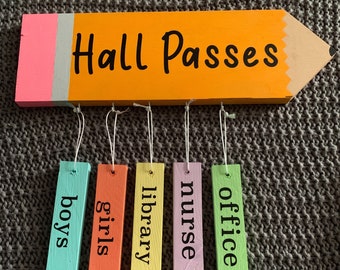 Hall Passes
boys
girls
library
nurse
office